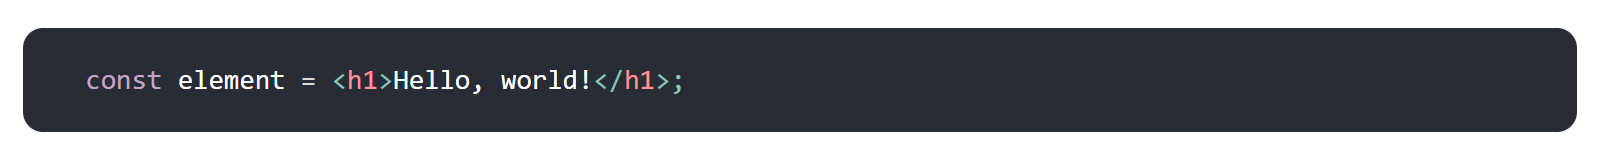 const element = <h1>Hello, world!</h1>;